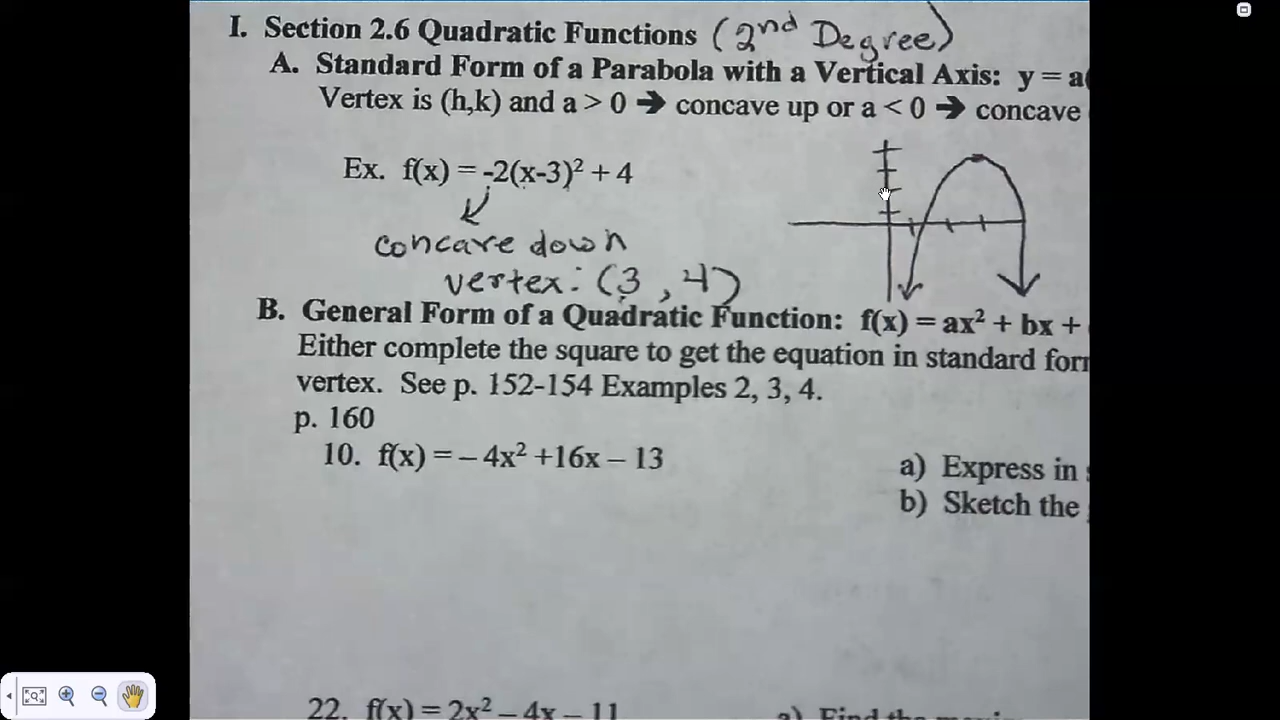 I. Section 2.6 Quadratic Functions (2nd Degree)
A. Standard Form of a Parabola with a Vertical Axis: y = a(
Vertex is (h,k) and a > 0 ➔ concave up or a < 0 ➔ concave
Ex. f(x) = -2(x-3)² + 4
concave down
vertex: (3, 4)
B. General Form of a Quadratic Function: f(x) = ax² + bx +
Either complete the square to get the equation in standard form
vertex. See p. 152-154 Examples 2, 3, 4.
p. 160
10. f(x) = – 4x² +16x – 13
a) Express in
b) Sketch the
22. f(x) = 2x² – 4x – 11
a) Find the